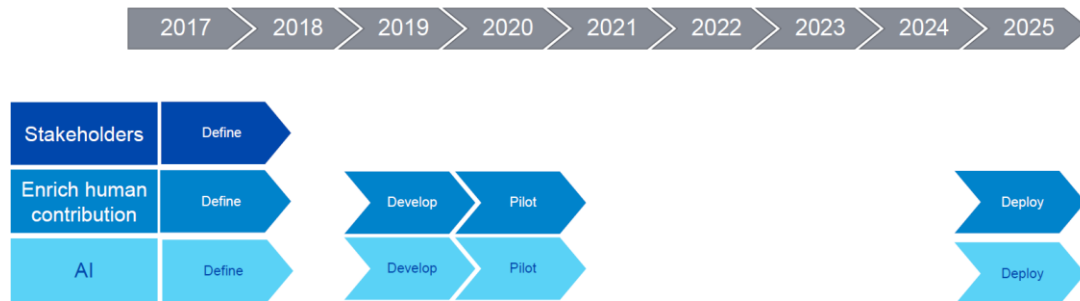 2017 2018 2019 2020 2021 2022 2023 2024 2025
Stakeholders Define
Enrich human
contribution Define Develop Pilot Deploy
AI Define Develop Pilot Deploy